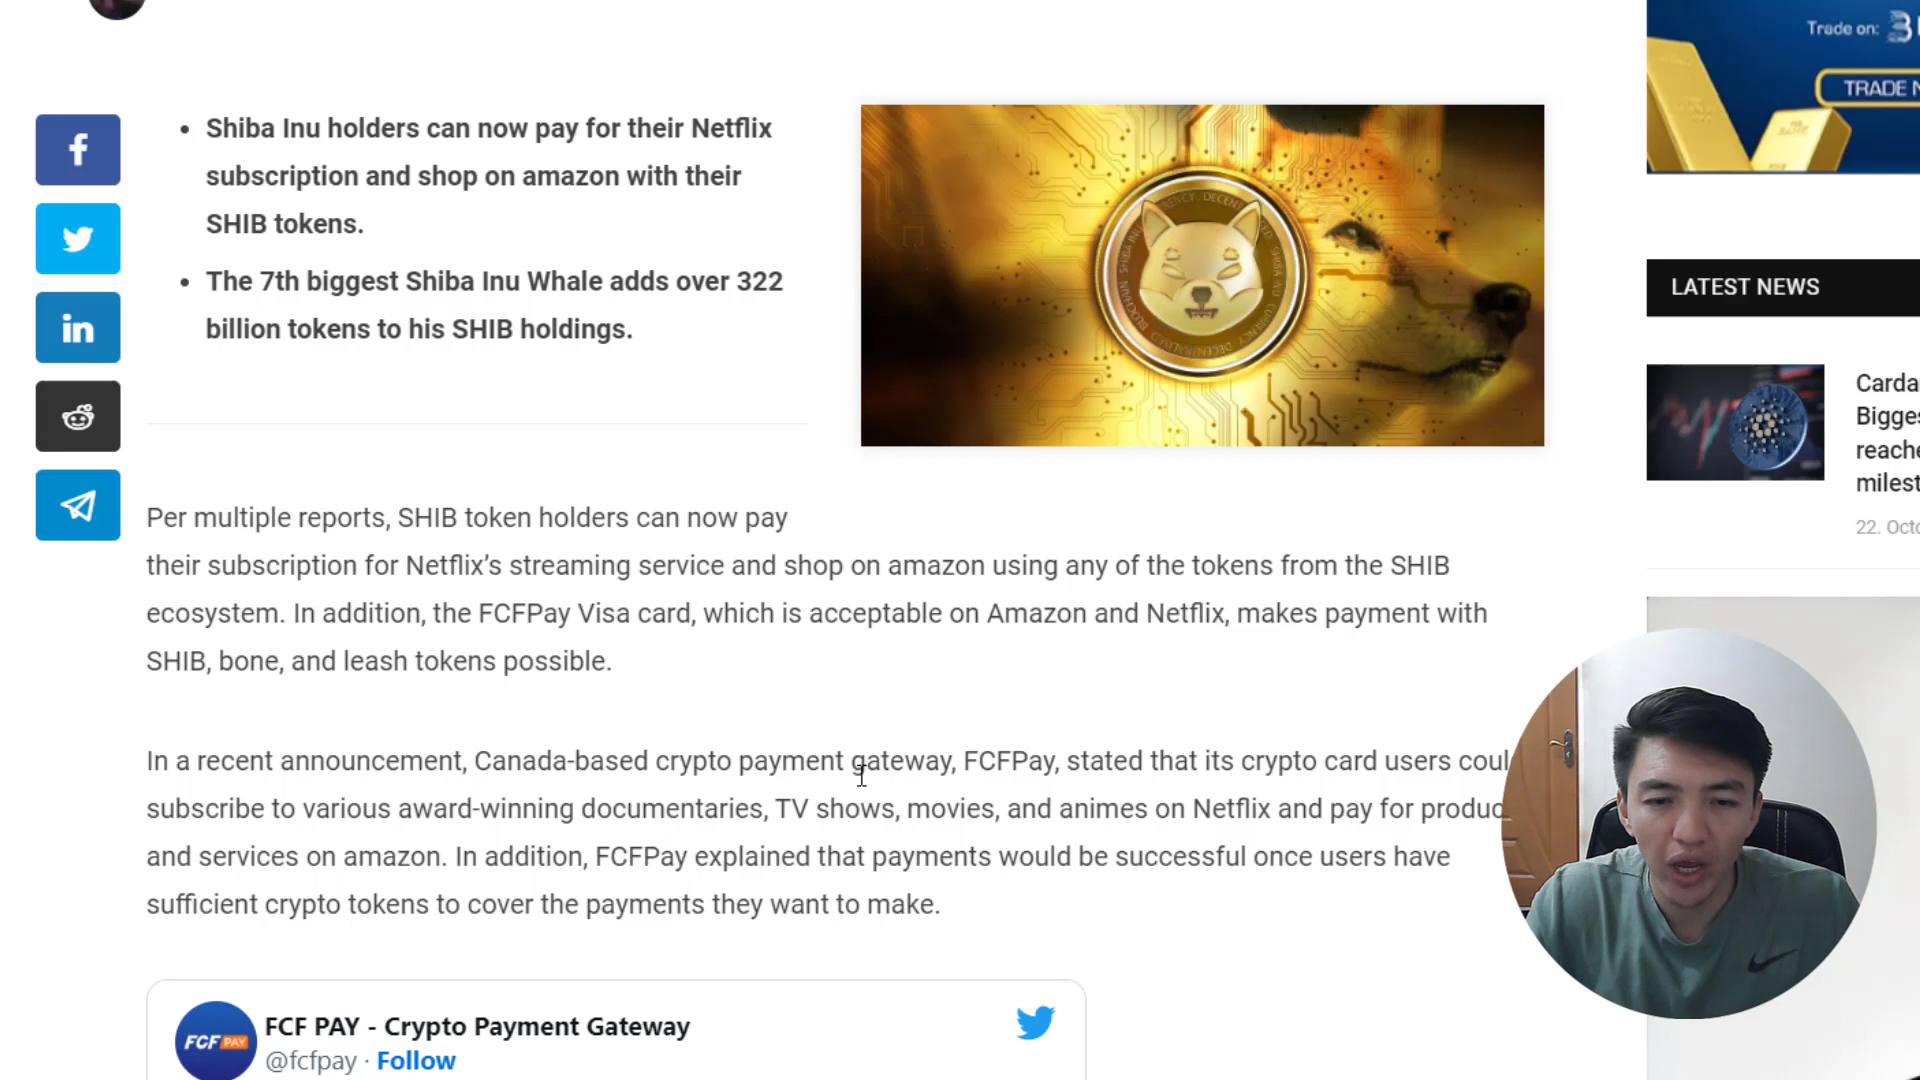 Trade on:
TRADE
• Shiba Inu holders can now pay for their Netflix
subscription and shop on amazon with their
SHIB tokens.
• The 7th biggest Shiba Inu Whale adds over 322
billion tokens to his SHIB holdings.
LATEST NEWS
22.
Per multiple reports, SHIB token holders can now pay
their subscription for Netflix’s streaming service and shop on amazon using any of the tokens from the SHIB
ecosystem. In addition, the FCFPay Visa card, which is acceptable on Amazon and Netflix, makes payment with
SHIB, bone, and leash tokens possible.
In a recent announcement, Canada-based crypto payment gateway, FCFPay, stated that its crypto card users coul
subscribe to various award-winning documentaries, TV shows, movies, and animes on Netflix and pay for produc
and services on amazon. In addition, FCFPay explained that payments would be successful once users have
sufficient crypto tokens to cover the payments they want to make.
FCF PAY
FCF PAY - Crypto Payment Gateway
@fcfpay · Follow